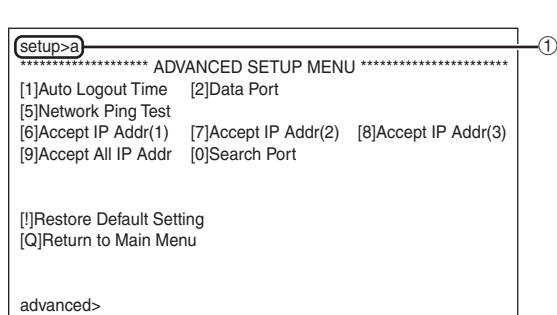 setup>a
①
******************** ADVANCED SETUP MENU ***********************
[1]Auto Logout Time [2]Data Port
[5]Network Ping Test
[6]Accept IP Addr(1) [7]Accept IP Addr(2) [8]Accept IP Addr(3)
[9]Accept All IP Addr [0]Search Port
[!]Restore Default Setting
[Q]Return to Main Menu
advanced>